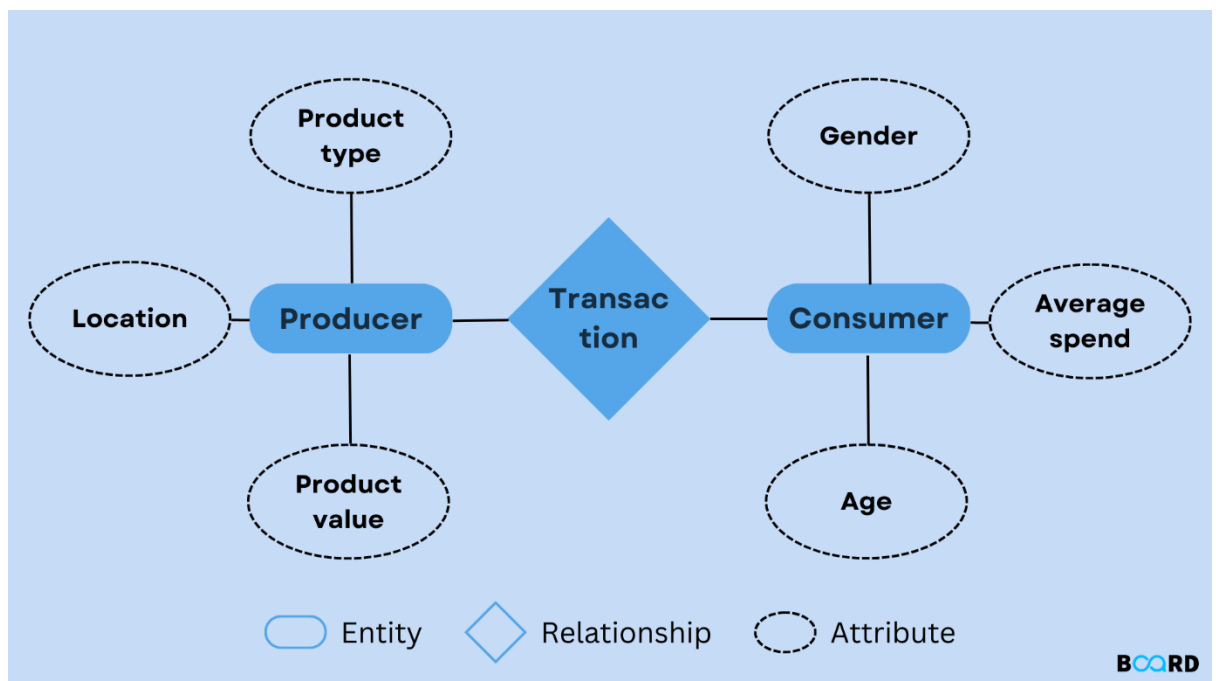 Product
type
Gender
Location
Producer
Transac
tion
Consumer
Average
spend
Product
value
Age
Entity
Relationship
Attribute
BOARD